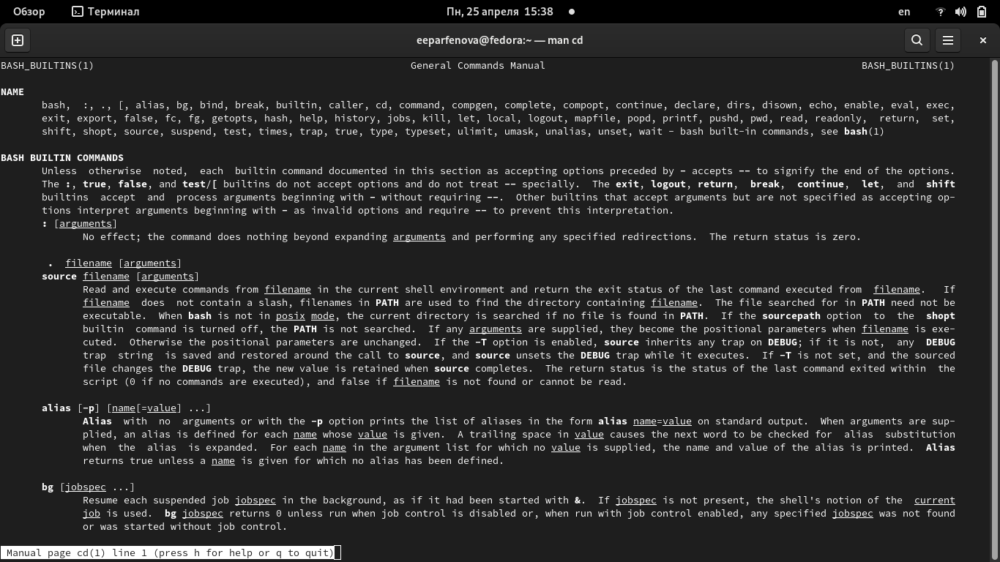 Обзор Терминал Пн, 25 апреля 15:38 en
eeparfenova@fedora:~ — man cd
BASH_BUILTINS(1) General Commands Manual BASH_BUILTINS(1)
NAME
bash, :, ., [, alias, bg, bind, break, builtin, caller, cd, command, compgen, complete, compopt, continue, declare, dirs, disown, echo, enable, eval, exec,
exit, export, false, fc, fg, getopts, hash, help, history, jobs, kill, let, local, logout, mapfile, popd, printf, pushd, pwd, read, readonly, return, set,
shift, shopt, source, suspend, test, times, trap, true, type, typeset, ulimit, umask, unalias, unset, wait - bash built-in commands, see bash(1)
BASH BUILTIN COMMANDS
Unless otherwise noted, each builtin command documented in this section as accepting options preceded by - accepts -- to signify the end of the options.
The :, true, false, and test/[ builtins do not accept options and do not treat -- specially. The exit, logout, return, break, continue, let, and shift
builtins accept and process arguments beginning with - without requiring --. Other builtins that accept arguments but are not specified as accepting op-
tions interpret arguments beginning with - as invalid options and require -- to prevent this interpretation.
: [arguments]
No effect; the command does nothing beyond expanding arguments and performing any specified redirections. The return status is zero.
. filename [arguments]
source filename [arguments]
Read and execute commands from filename in the current shell environment and return the exit status of the last command executed from filename. If
filename does not contain a slash, filenames in PATH are used to find the directory containing filename. The file searched for in PATH need not be
executable. When bash is not in posix mode, the current directory is searched if no file is found in PATH. If the sourcepath option to the shopt
builtin command is turned off, the PATH is not searched. If any arguments are supplied, they become the positional parameters when filename is exe-
cuted. Otherwise the positional parameters are unchanged. If the -T option is enabled, source inherits any trap on DEBUG; if it is not, any DEBUG
trap string is saved and restored around the call to source, and source unsets the DEBUG trap while it executes. If -T is not set, and the sourced
file changes the DEBUG trap, the new value is retained when source completes. The return status is the status of the last command exited within the
script (0 if no commands are executed), and false if filename is not found or cannot be read.
alias [-p] [name[=value] ...]
Alias with no arguments or with the -p option prints the list of aliases in the form alias name=value on standard output. When arguments are sup-
plied, an alias is defined for each name whose value is given. A trailing space in value causes the next word to be checked for alias substitution
when the alias is expanded. For each name in the argument list for which no value is supplied, the name and value of the alias is printed. Alias
returns true unless a name is given for which no alias has been defined.
bg [jobspec ...]
Resume each suspended job jobspec in the background, as if it had been started with &. If jobspec is not present, the shell's notion of the current
job is used. bg jobspec returns 0 unless run when job control is disabled or, when run with job control enabled, any specified jobspec was not found
or was started without job control.
Manual page cd(1) line 1 (press h for help or q to quit)